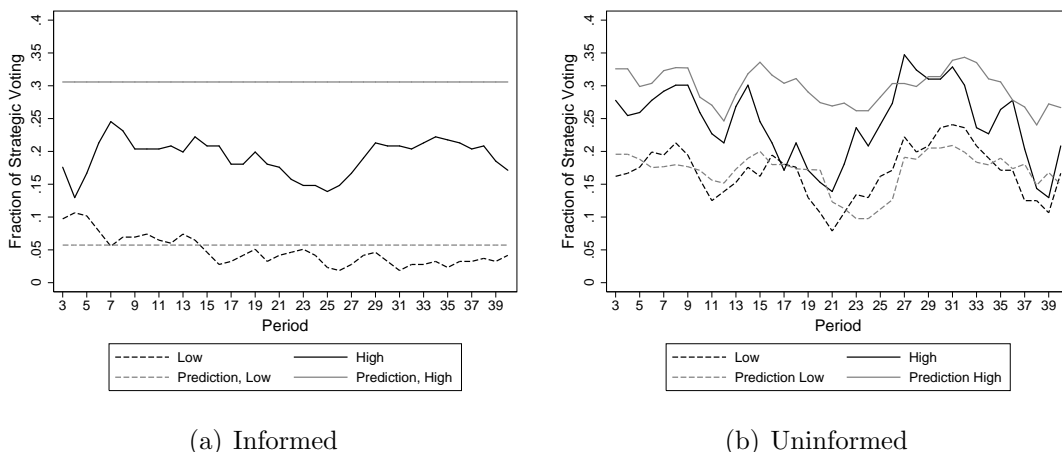 Fraction of Strategic Voting
0 .05 .1 .15 .2 .25 .3 .35 .4
3 5 7 9 11 13 15 17 19 21 23 25 27 29 31 33 35 37 39
Period
Low High
Prediction, Low Prediction, High
(a) Informed
Fraction of Strategic Voting
0 .05 .1 .15 .2 .25 .3 .35 .4
3 5 7 9 11 13 15 17 19 21 23 25 27 29 31 33 35 37 39
Period
Low High
Prediction Low Prediction High
(b) Uninformed